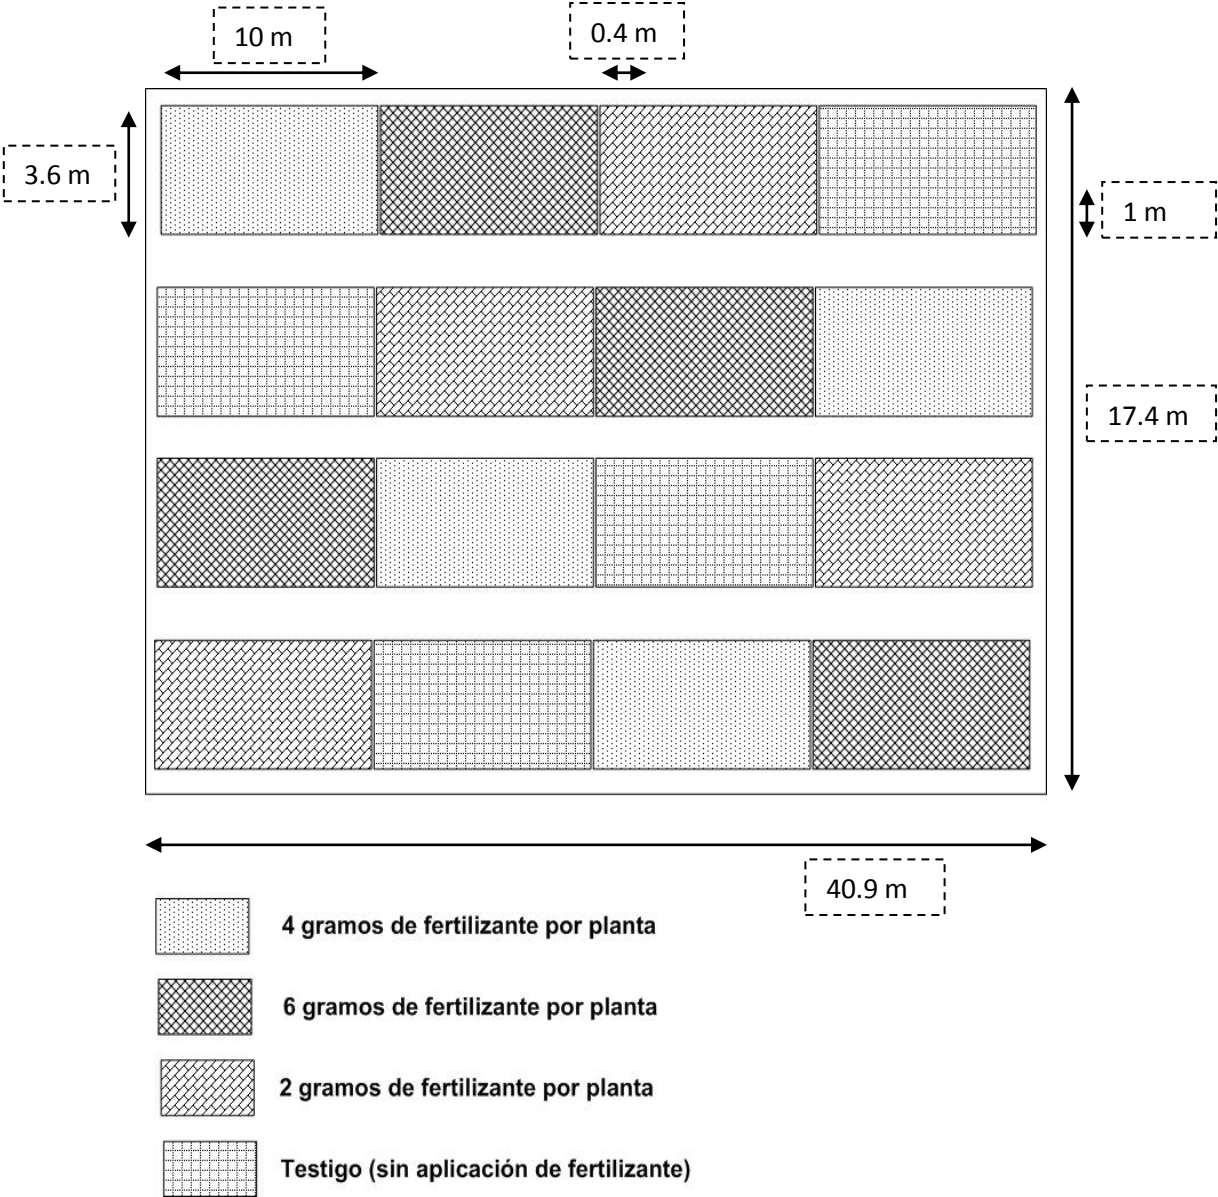 10 m
0.4 m
3.6 m
1 m
17.4 m
40.9 m
4 gramos de fertilizante por planta
6 gramos de fertilizante por planta
2 gramos de fertilizante por planta
Testigo (sin aplicación de fertilizante)